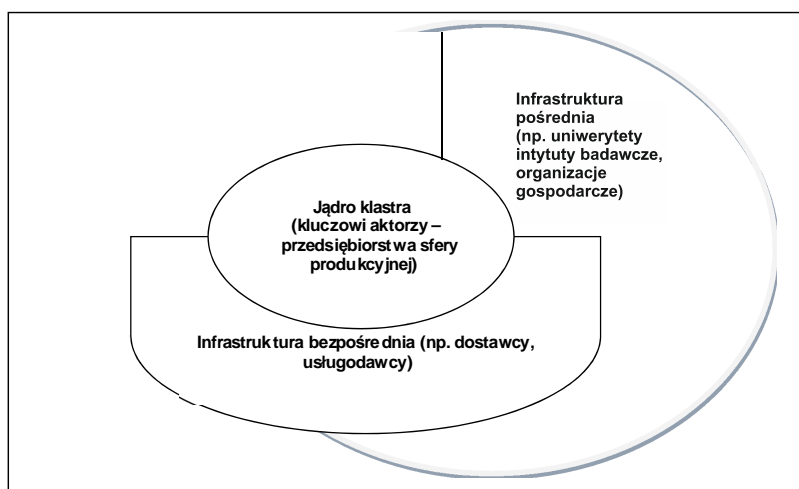 Infrastruktura
pośrednia
(np. uniwerytety
intytuty badawcze,
organizacje
gospodarcze)
Jądro klastra
(kluczowi aktorzy –
przedsiębiorstwa sfery
produkcyjnej)
Infrastruktura bezpośrednia (np. dostawcy,
usługodawcy)